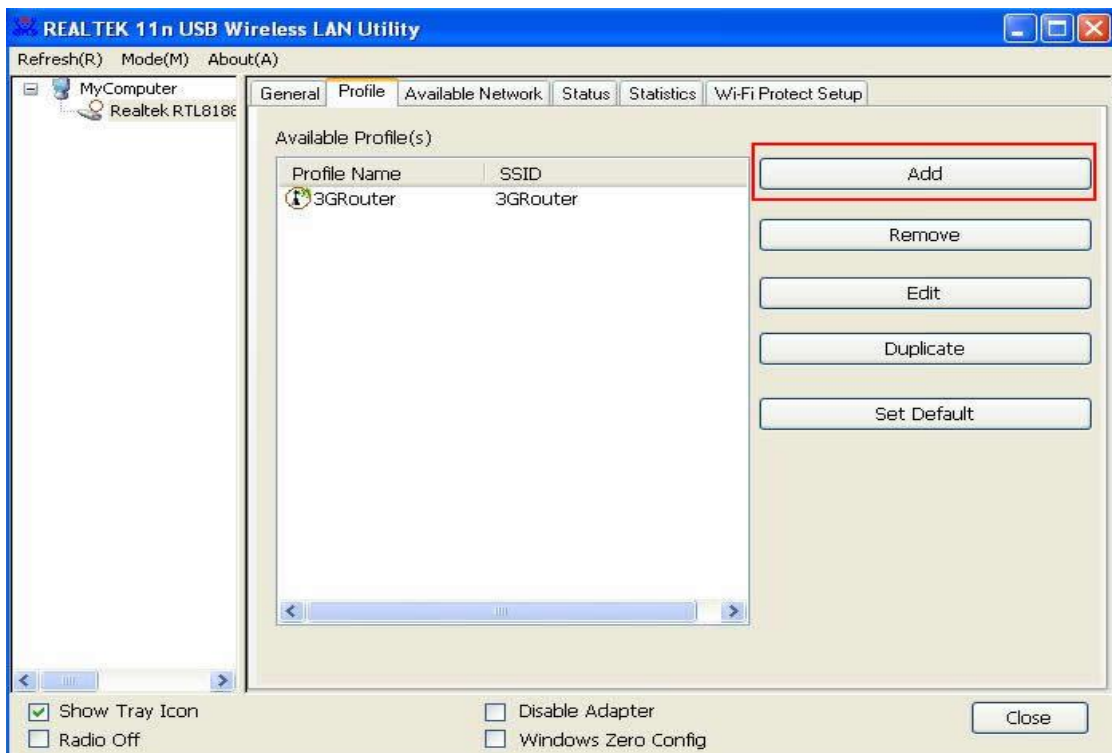 REALTEK 11n USB Wireless LAN Utility
Refresh(R) Mode(M) About(A)
MyComputer
Realtek RTL8188
General Profile Available Network Status Statistics Wi-Fi Protect Setup
Available Profile(s)
Profile Name SSID
3GRouter 3GRouter
Add
Remove
Edit
Duplicate
Set Default
Show Tray Icon
Radio Off
Disable Adapter
Windows Zero Config
Close